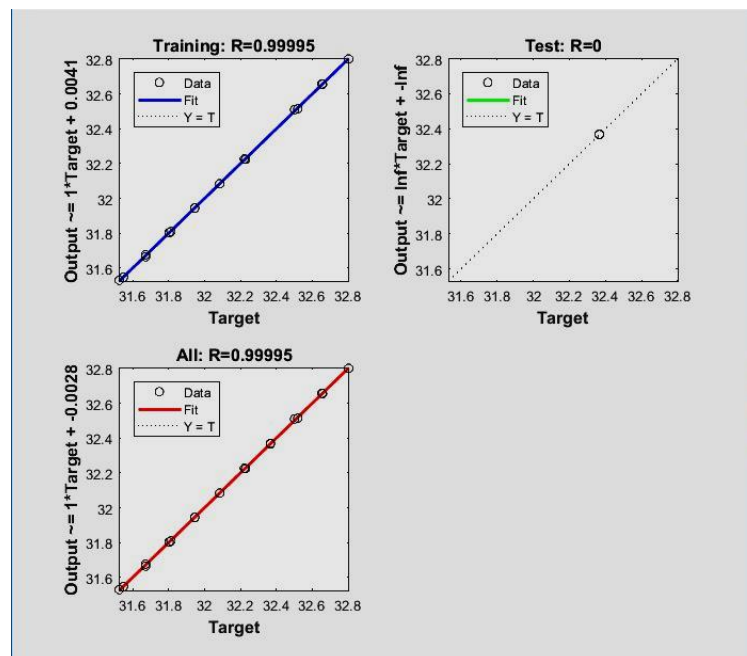 Training: R=0.99995
Output ~= 1*Target + 0.0041
32.8
32.6
32.4
32.2
32
31.8
31.6
Data
Fit
Y = T
31.6 31.8 32 32.2 32.4 32.6 32.8
Target
Test: R=0
Output ~= Inf*Target + -Inf
32.8
32.6
32.4
32.2
32
31.8
31.6
Data
Fit
Y = T
31.6 31.8 32 32.2 32.4 32.6 32.8
Target
All: R=0.99995
Output ~= 1*Target + -0.0028
32.8
32.6
32.4
32.2
32
31.8
31.6
Data
Fit
Y = T
31.6 31.8 32 32.2 32.4 32.6 32.8
Target